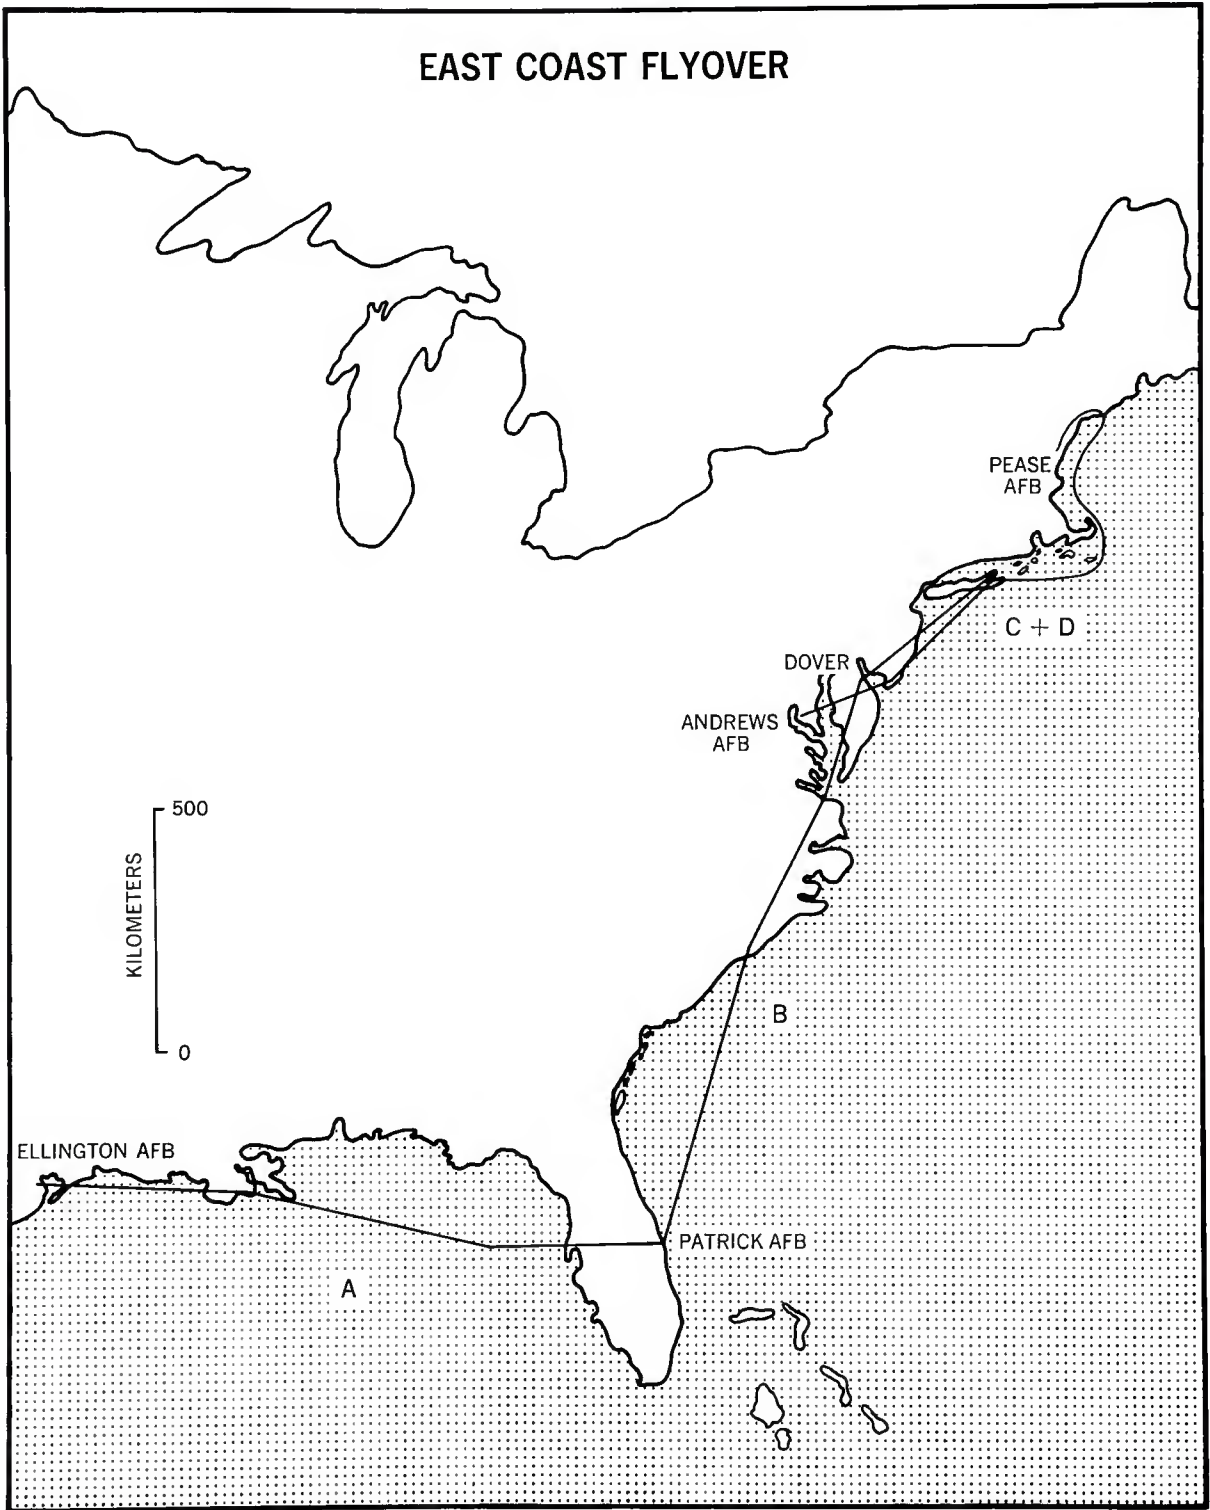 EAST COAST FLYOVER
PEASE
AFB
C + D
DOVER
ANDREWS
AFB
500
KILOMETERS
0
B
ELLINGTON AFB
PATRICK AFB
A